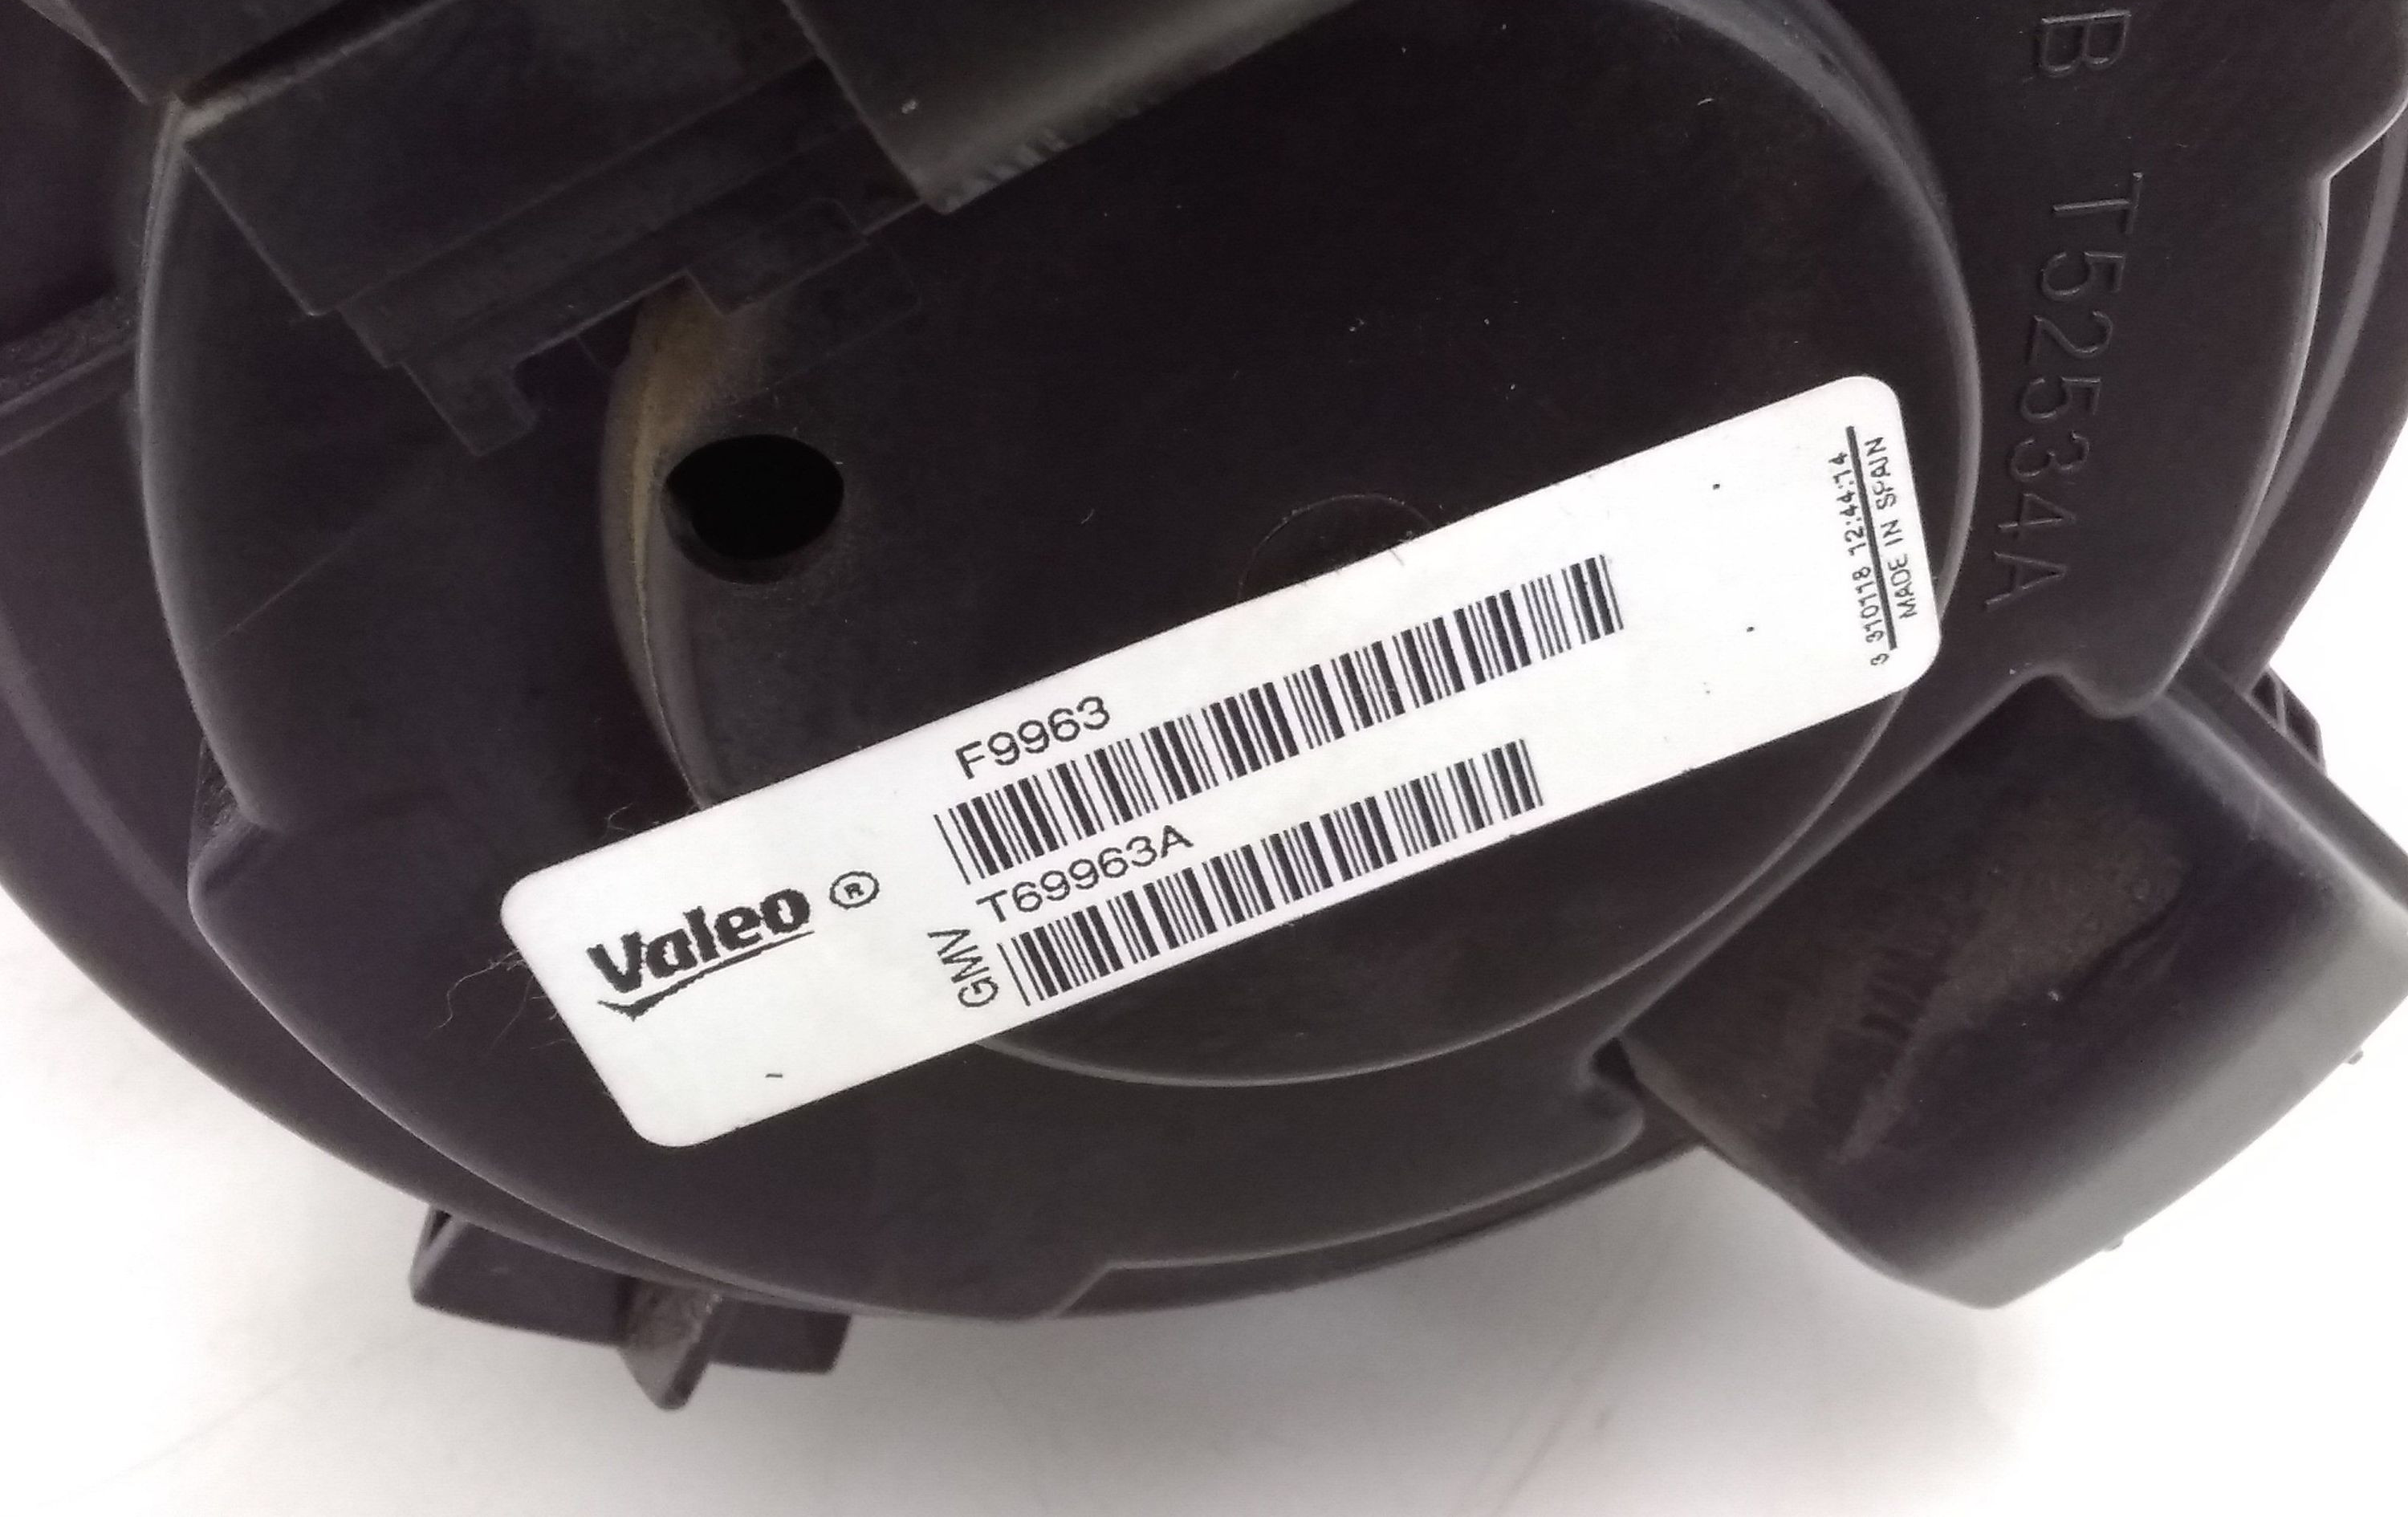 B T52534A
Valeo ®
F9963
T69963A
GMV
3 310118 12:44:14
MADE IN SPAIN